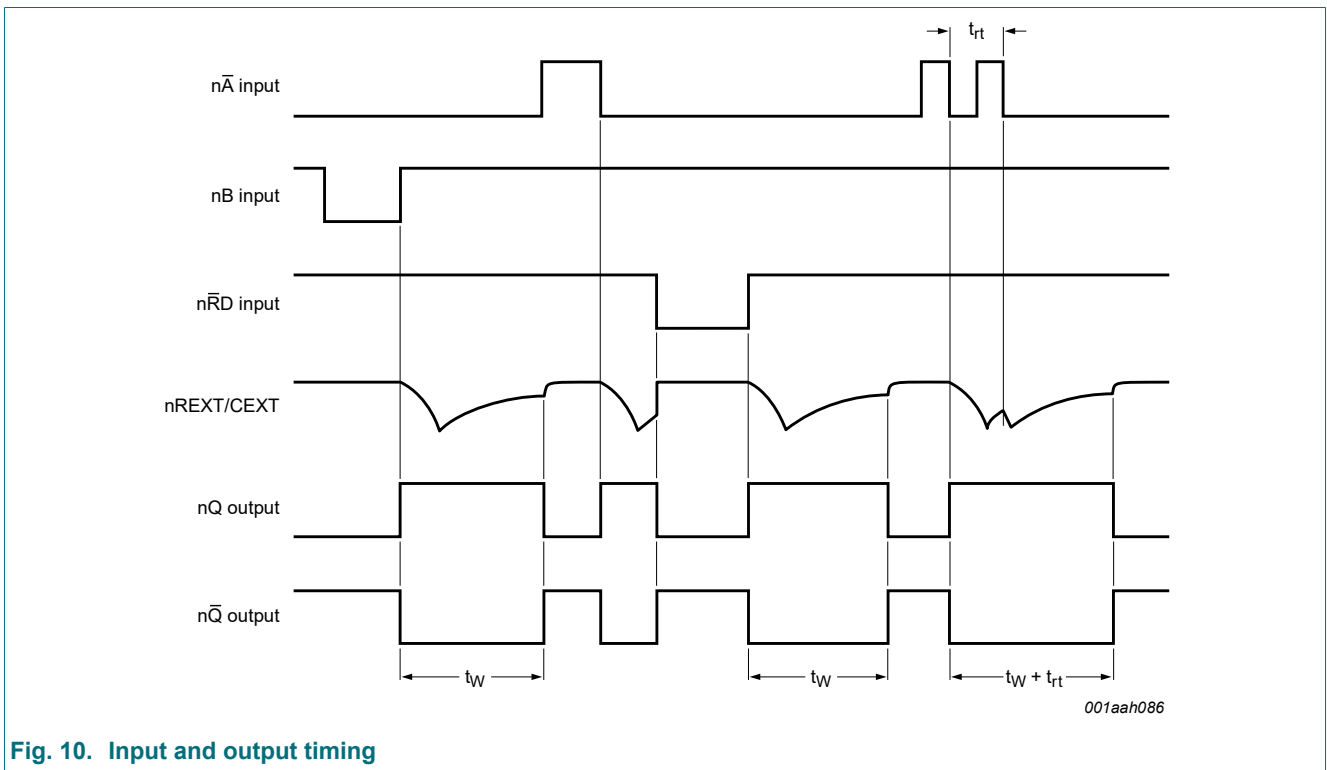 t_rt
nA̅ input
nB input
nR̅D input
nREXT/CEXT
nQ output
nQ̅ output
t_W
t_W
t_W + t_rt
001aah086
Fig. 10. Input and output timing